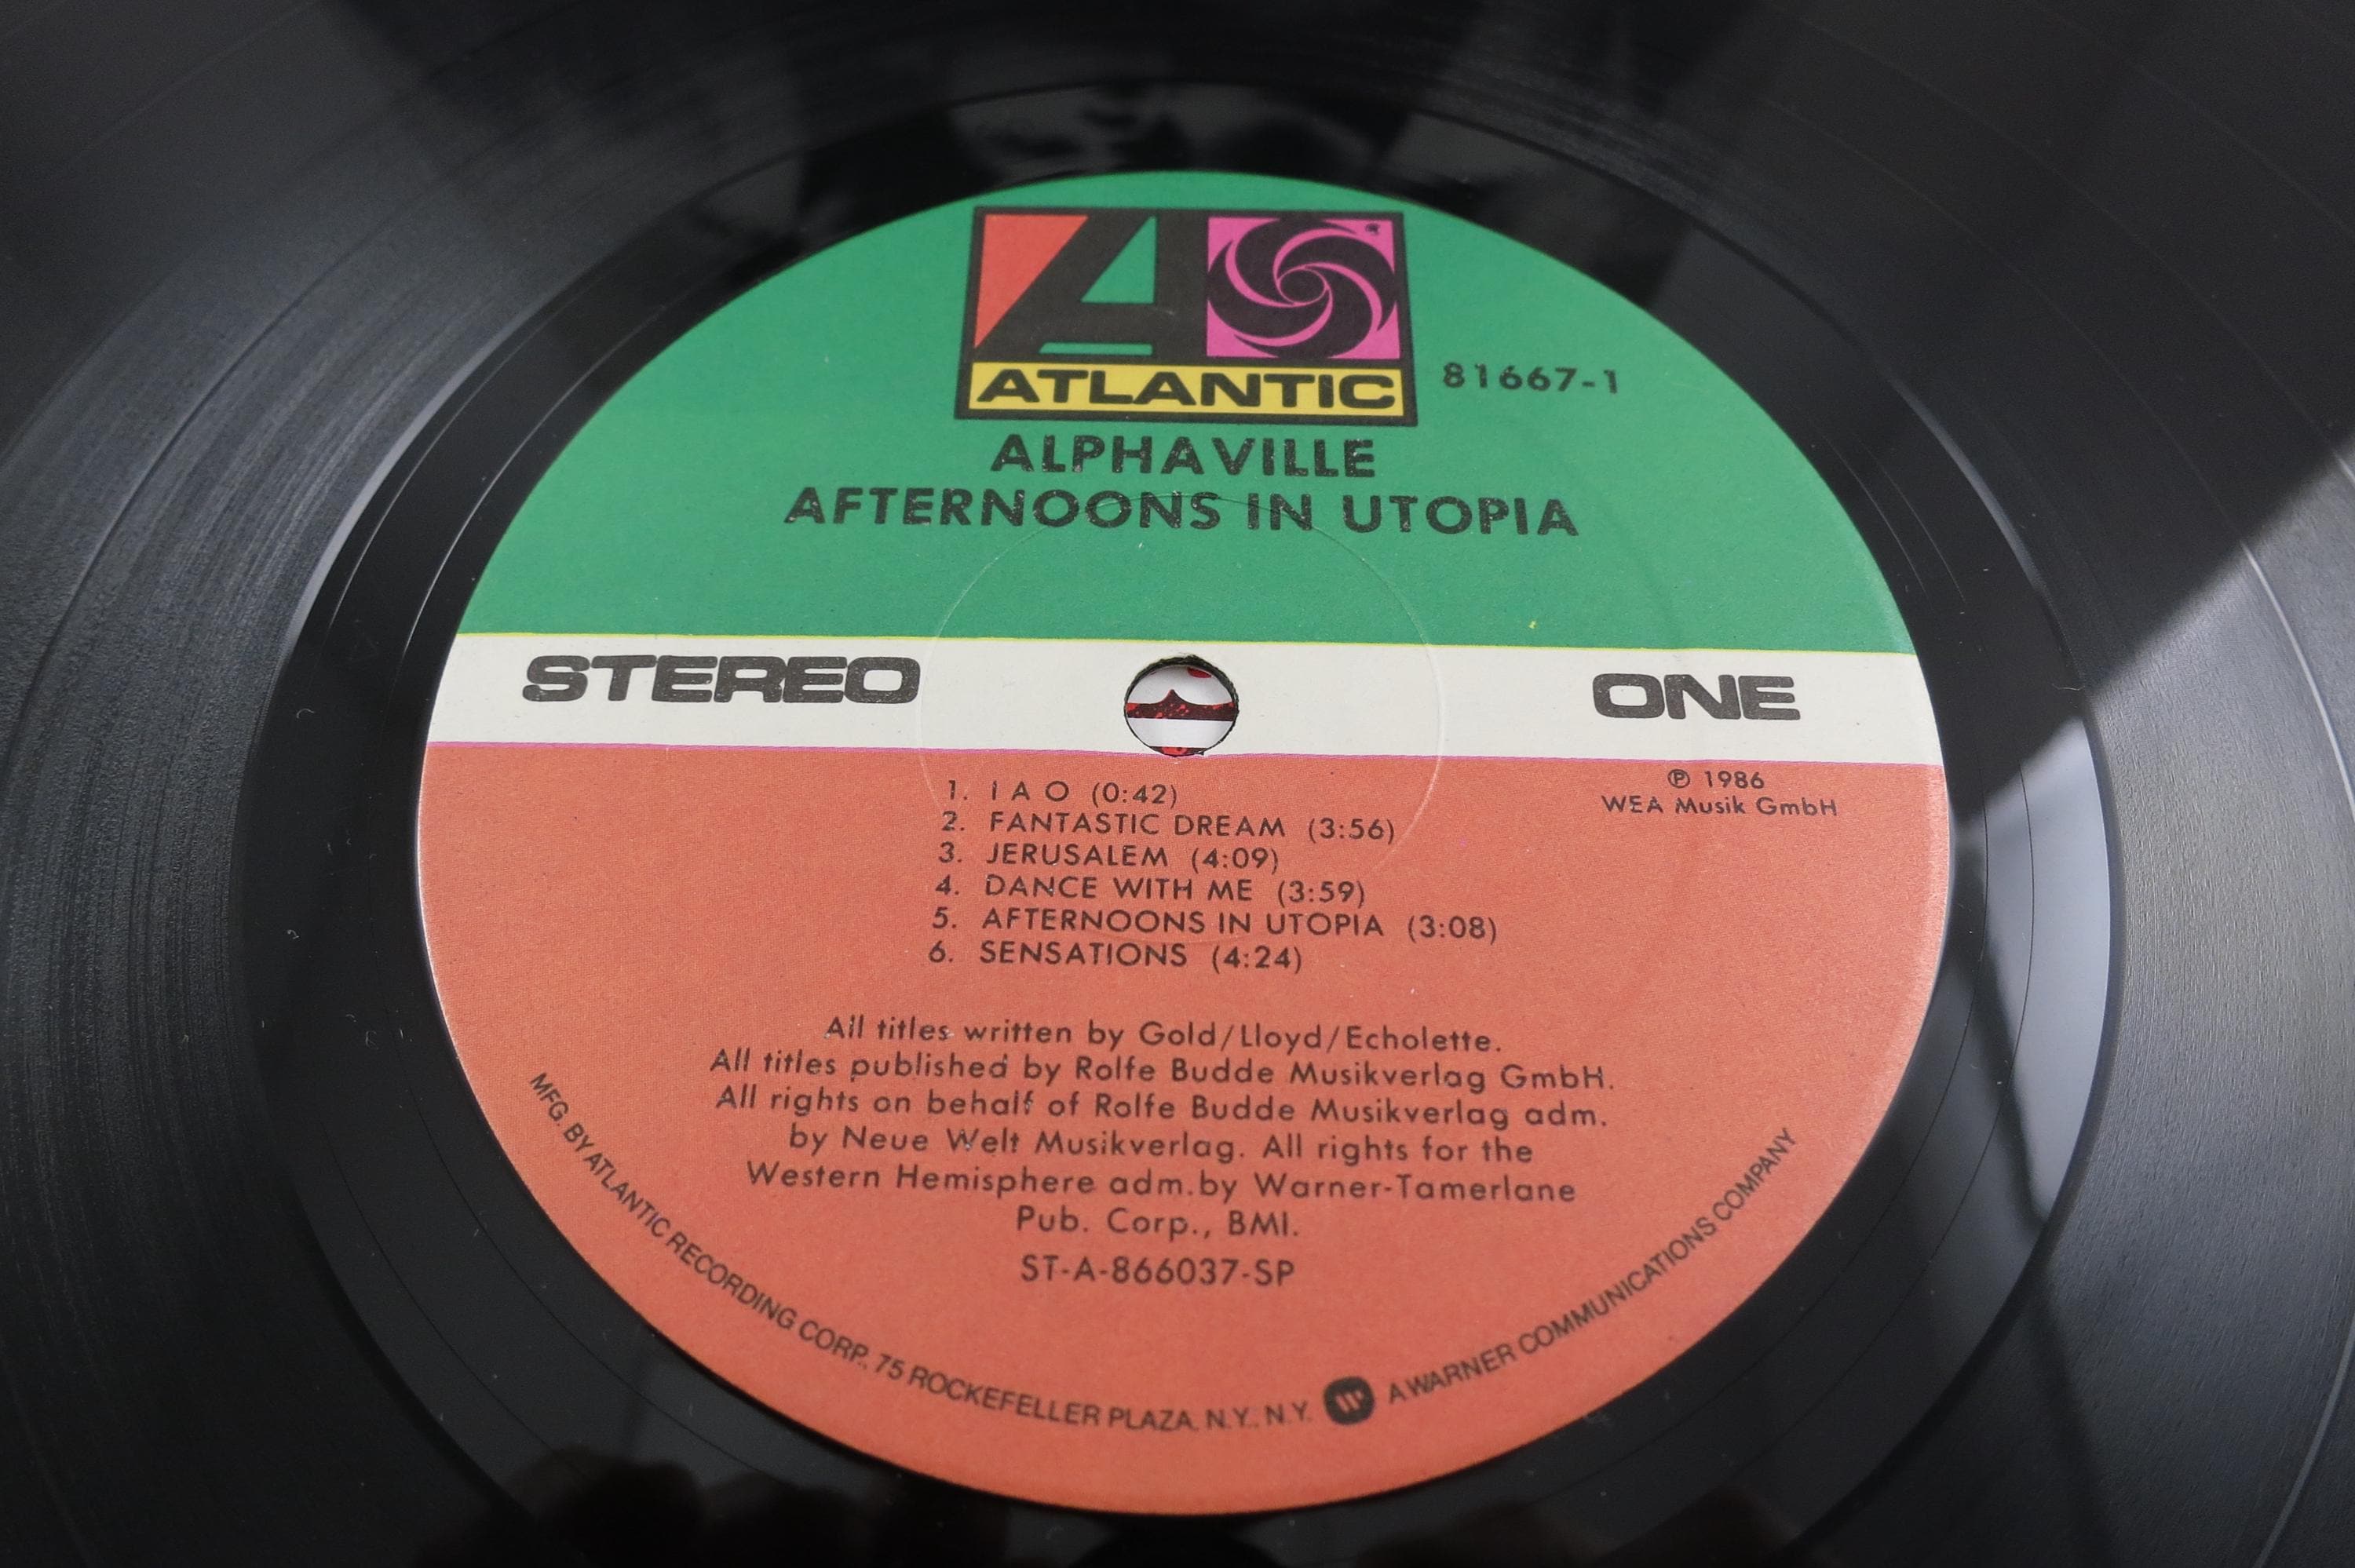 ATLANTIC
81667-1
ALPHAVILLE
AFTERNOONS IN UTOPIA
STEREO
ONE
℗ 1986
WEA Musik GmbH
1. I A O (0:42)
2. FANTASTIC DREAM (3:56)
3. JERUSALEM (4:09)
4. DANCE WITH ME (3:59)
5. AFTERNOONS IN UTOPIA (3:08)
6. SENSATIONS (4:24)
All titles written by Gold/Lloyd/Echolette.
All titles published by Rolfe Budde Musikverlag GmbH.
All rights on behalf of Rolfe Budde Musikverlag adm.
by Neue Welt Musikverlag. All rights for the
Western Hemisphere adm.by Warner-Tamerlane
Pub. Corp., BMI.
ST-A-866037-SP
MFG. BY ATLANTIC RECORDING CORP., 75 ROCKEFELLER PLAZA, N.Y., N.Y. A WARNER COMMUNICATIONS COMPANY